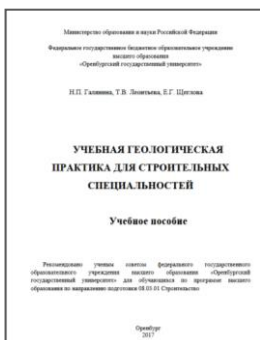 Министерство образования и науки Российской Федерации
Федеральное государственное бюджетное образовательное учреждение
высшего образования
«Оренбургский государственный университет»
Н.П. Галянина, Т.В. Леонтьева, Е.Г. Щеглова
УЧЕБНАЯ ГЕОЛОГИЧЕСКАЯ
ПРАКТИКА ДЛЯ СТРОИТЕЛЬНЫХ
СПЕЦИАЛЬНОСТЕЙ
Учебное пособие
Рекомендовано ученым советом федерального государственного
образовательного учреждения высшего образования «Оренбургский
государственный университет» для обучающихся по программе высшего
образования по направлению подготовки 08.03.01 Строительство
Оренбург
2017